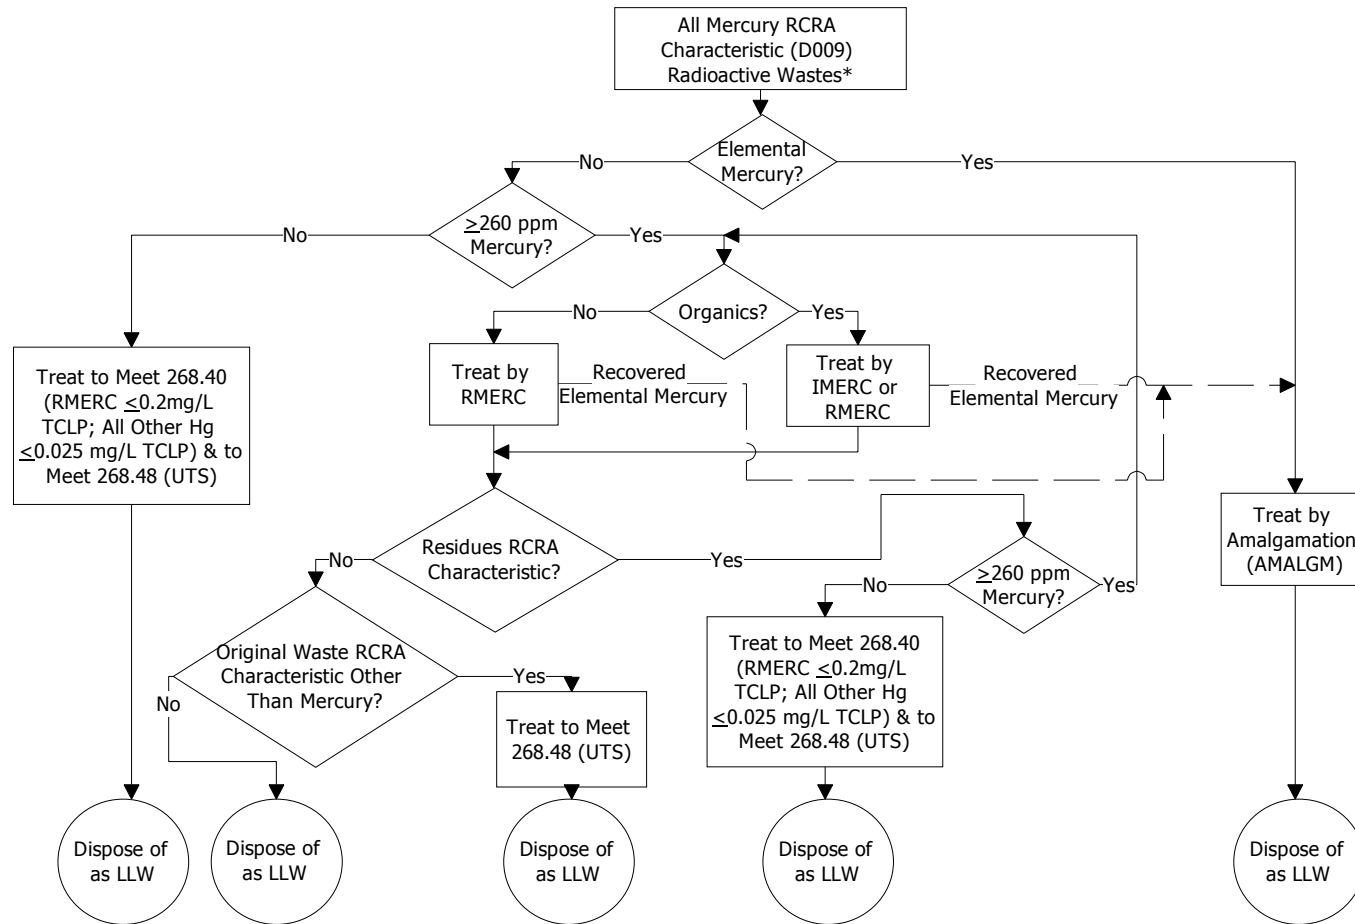 All Mercury RCRA
Characteristic (D009)
Radioactive Wastes*
Elemental
Mercury?
No
Yes
≥260 ppm
Mercury?
No
Yes
Organics?
No
Yes
Treat to Meet 268.40
(RMERC ≤0.2mg/L
TCLP; All Other Hg
≤0.025 mg/L TCLP) & to
Meet 268.48 (UTS)
Treat by
RMERC
Recovered
Elemental Mercury
Treat by
IMERC or
RMERC
Recovered
Elemental Mercury
Residues RCRA
Characteristic?
No
Yes
≥260 ppm
Mercury?
No
Yes
Treat by
Amalgamation
(AMALGM)
Original Waste RCRA
Characteristic Other
Than Mercury?
No
Yes
Treat to Meet
268.48 (UTS)
Treat to Meet 268.40
(RMERC ≤0.2mg/L
TCLP; All Other Hg
≤0.025 mg/L TCLP) & to
Meet 268.48 (UTS)
Dispose of
as LLW
Dispose of
as LLW
Dispose of
as LLW
Dispose of
as LLW
Dispose of
as LLW